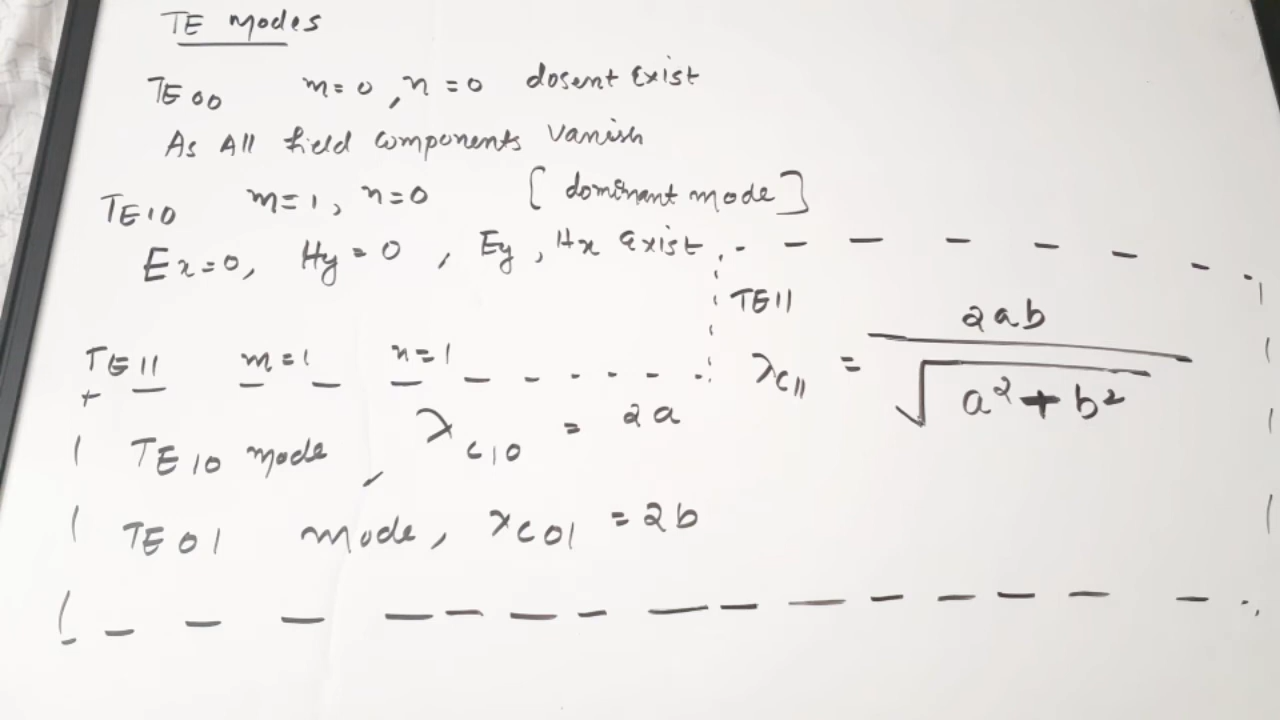 TE modes
TE00 m=0, n=0 dosent Exist
As All field components vanish
TE10 m=1, n=0 [dominant mode]
Ex=0, Hy=0, Ey, Hx exist
TE11 m=1 n=1
TE10 mode, λc10 = 2a
TE01 mode, λc01 = 2b
TE11
λc11 = 2ab / √a²+b²